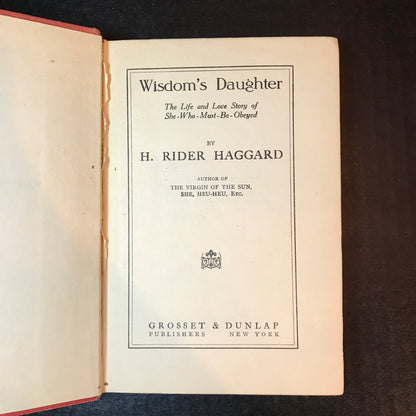 Wisdom's Daughter
The Life and Love Story of
She-Who-Must-Be-Obeyed
BY
H. RIDER HAGGARD
AUTHOR OF
THE VIRGIN OF THE SUN,
SHE, HEU-HEU, ETC.
GROSSET & DUNLAP
PUBLISHERS NEW YORK